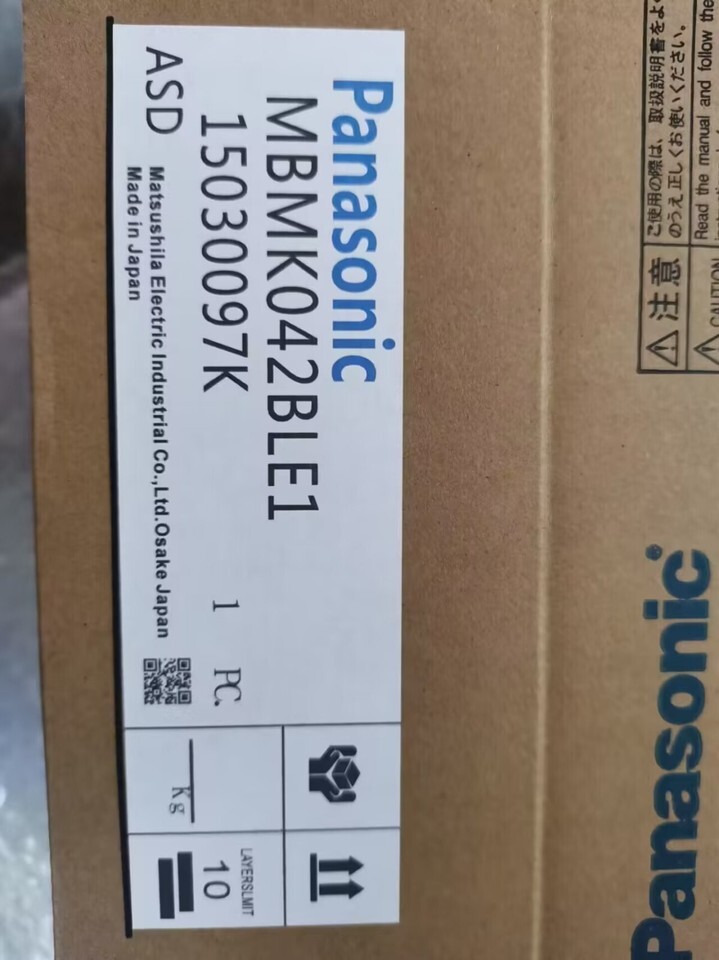 Panasonic
MBMK042BLE1
15030097K
1 PC.
ASD
Matsushila Electric Industrial Co.,Ltd.Osake Japan
Made in Japan
Kg
LAYERSLMIT
10
注意
ご使用の際は、取扱説明書をよ
のうえ正しくお使いください。
CAUTION
Read the manual and follow the
Panasonic